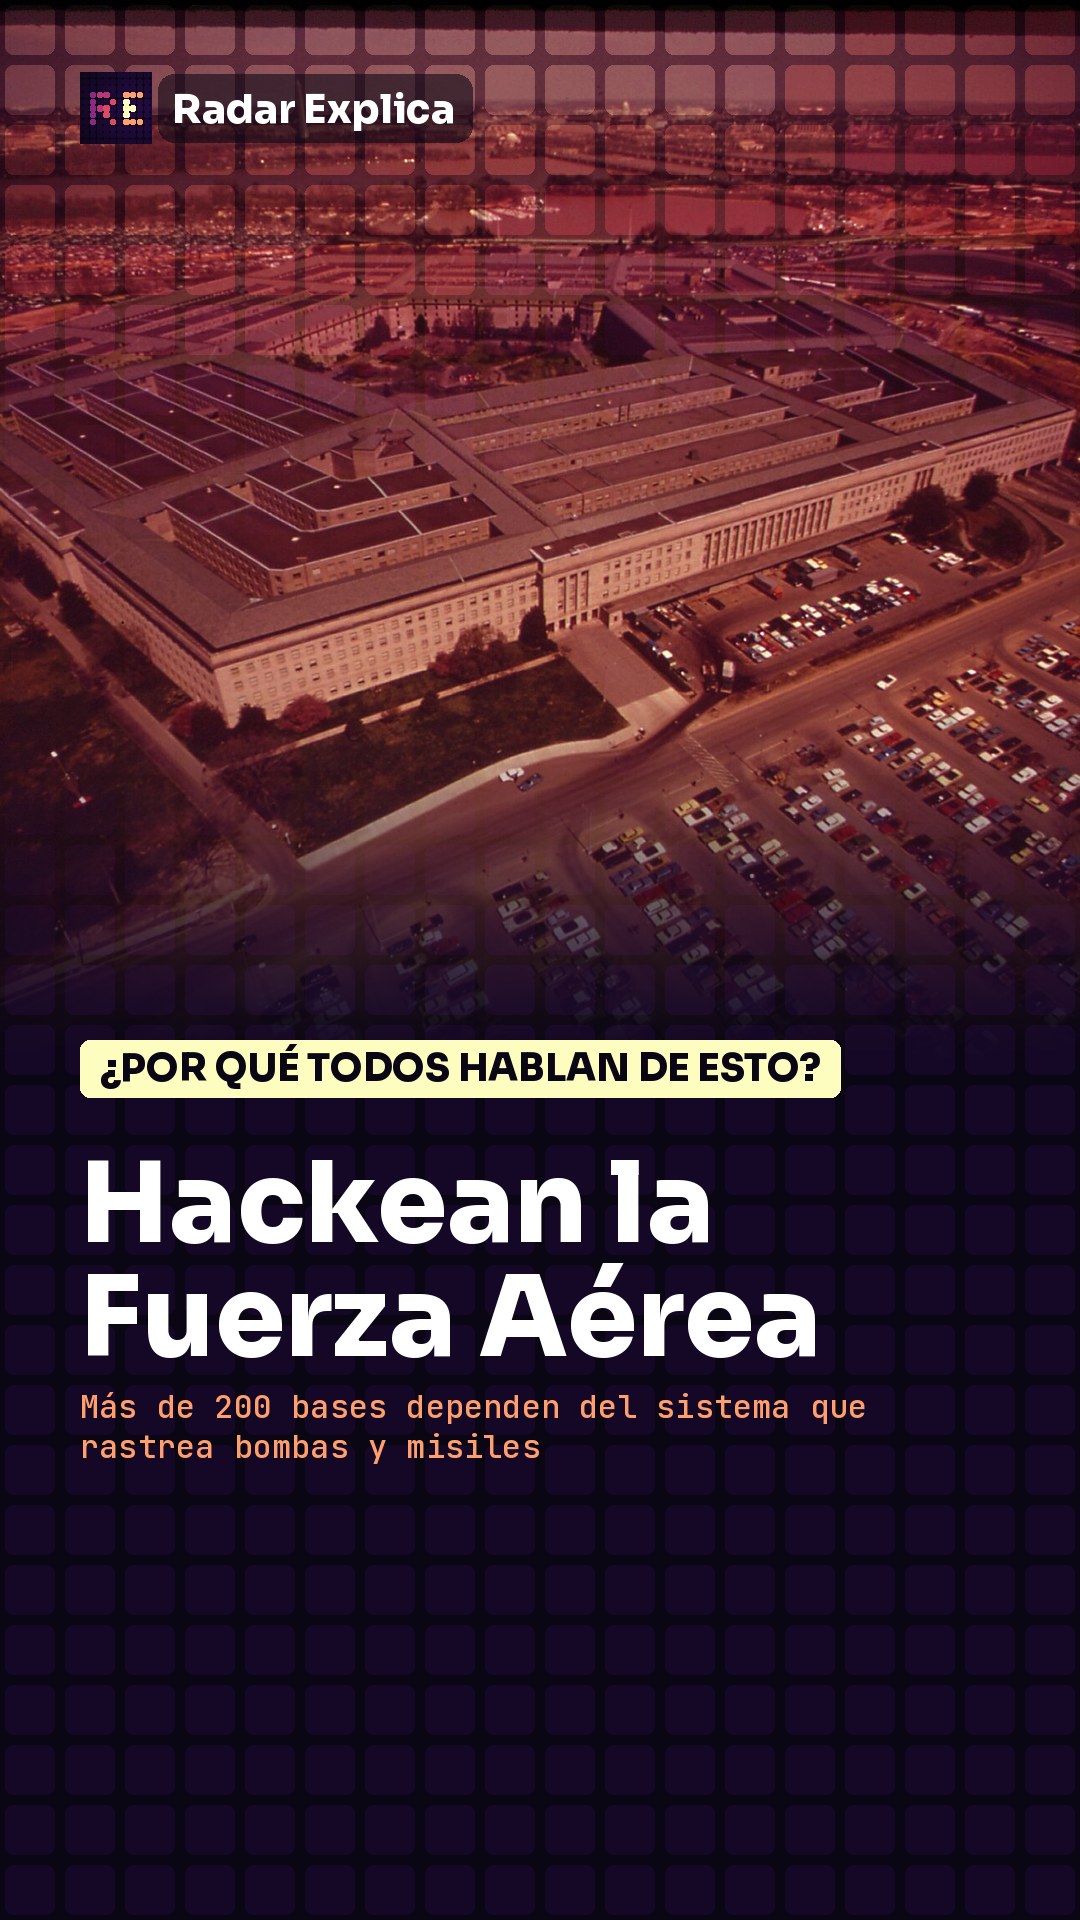 RE
Radar Explica
¿POR QUÉ TODOS HABLAN DE ESTO?
Hackean la
Fuerza Aérea
Más de 200 bases dependen del sistema que
rastrea bombas y misiles